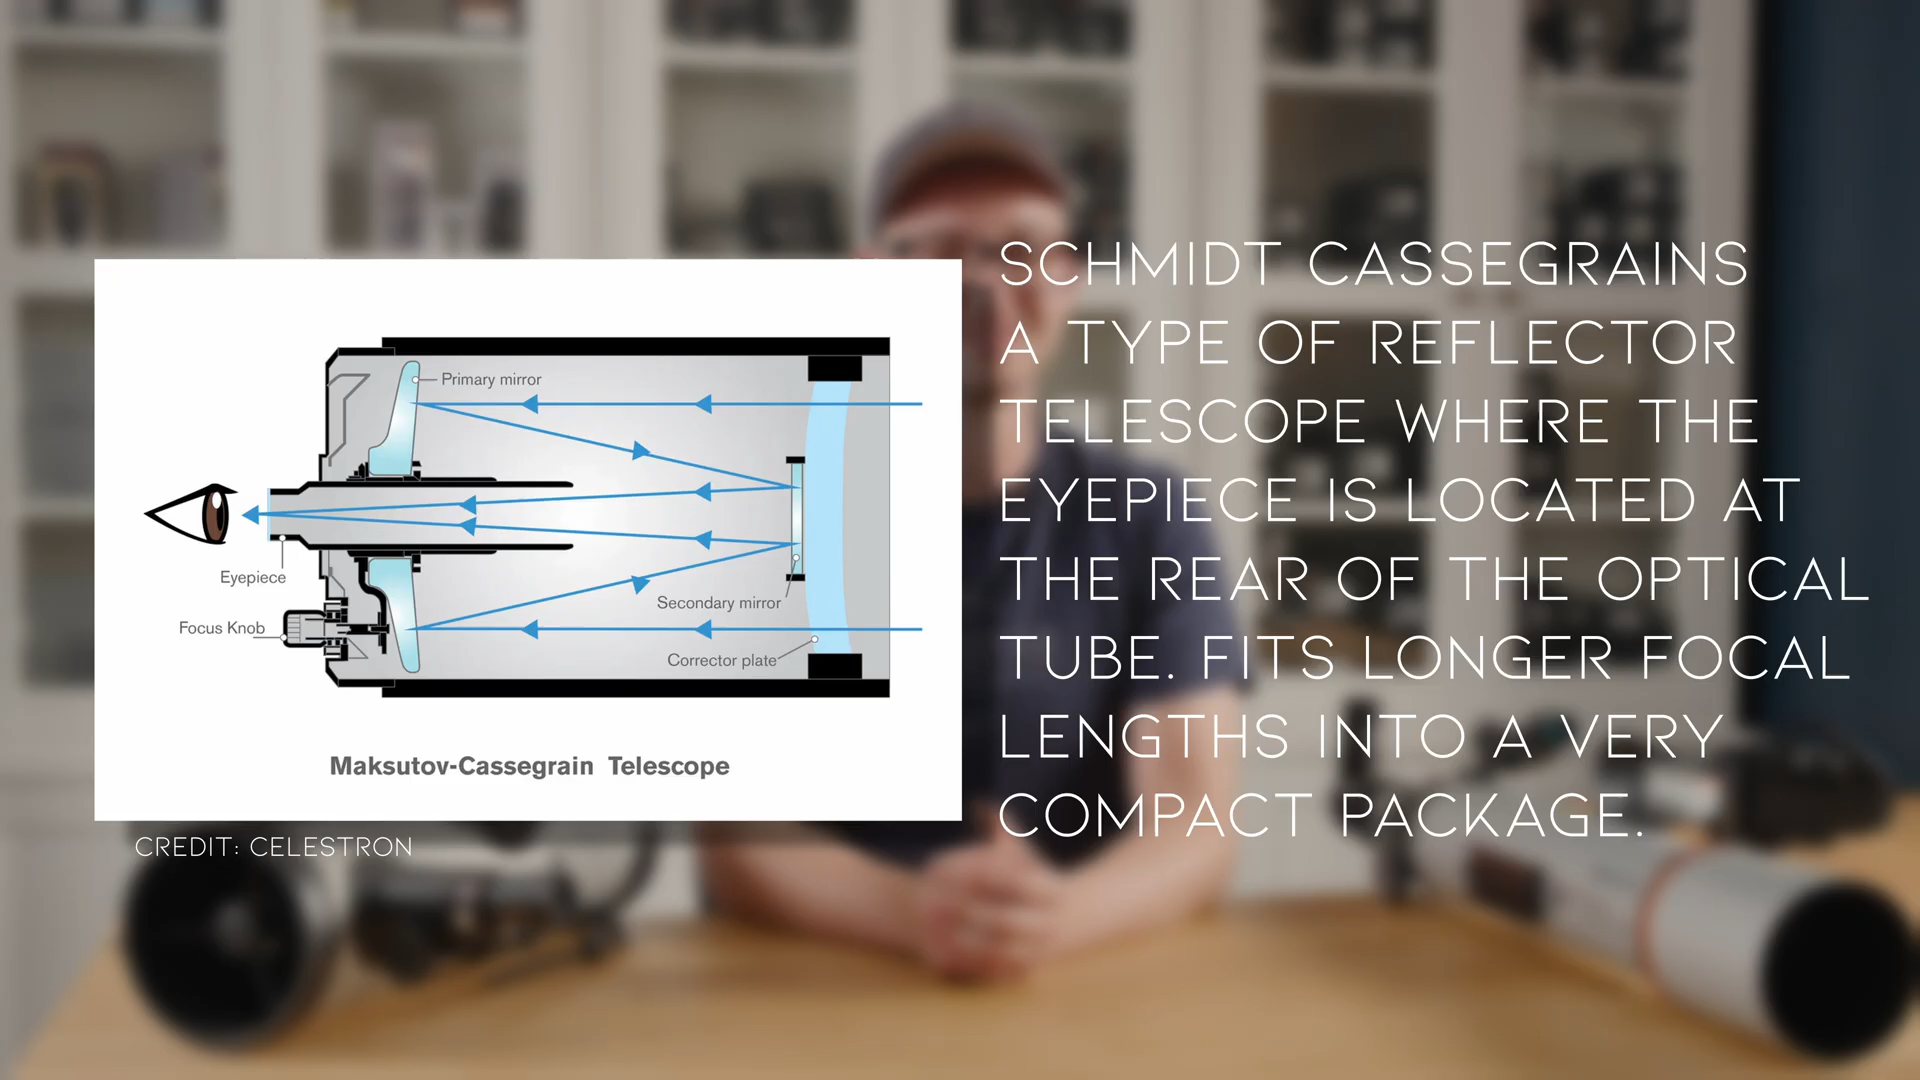 Primary mirror
Eyepiece
Focus Knob
Secondary mirror
Corrector plate
Maksutov-Cassegrain Telescope
CREDIT: CELESTRON
SCHMIDT CASSEGRAINS
A TYPE OF REFLECTOR
TELESCOPE WHERE THE
EYEPIECE IS LOCATED AT
THE REAR OF THE OPTICAL
TUBE. FITS LONGER FOCAL
LENGTHS INTO A VERY
COMPACT PACKAGE.